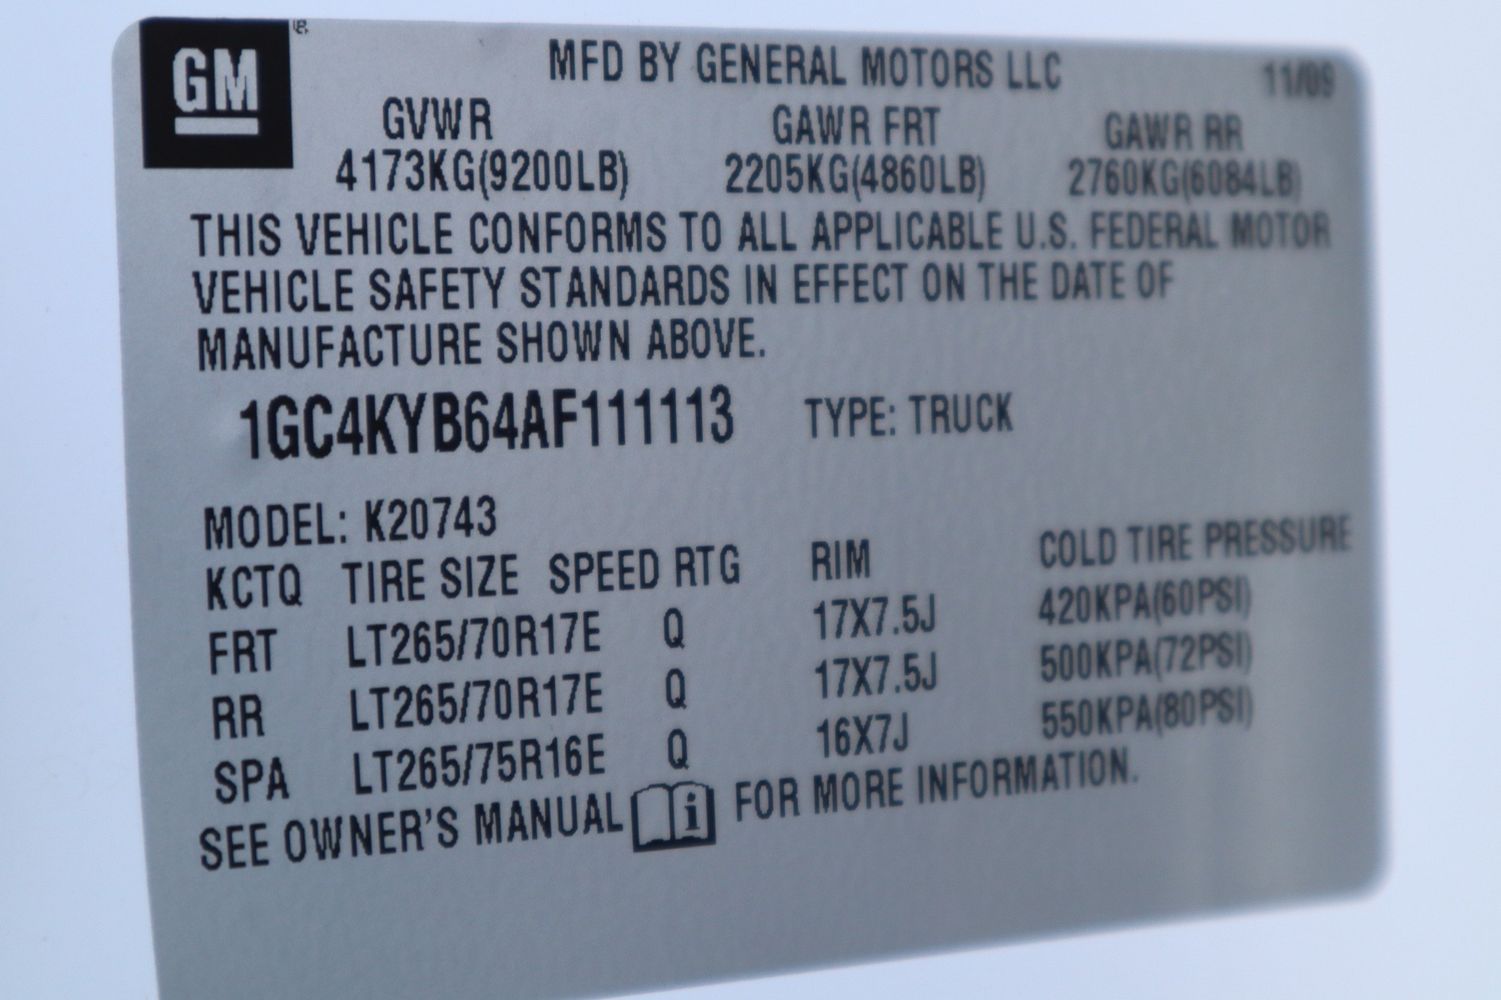 GM
MFD BY GENERAL MOTORS LLC 11/09
GVWR GAWR FRT GAWR RR
4173KG(9200LB) 2205KG(4860LB) 2760KG(6084LB)
THIS VEHICLE CONFORMS TO ALL APPLICABLE U.S. FEDERAL MOTOR
VEHICLE SAFETY STANDARDS IN EFFECT ON THE DATE OF
MANUFACTURE SHOWN ABOVE.
1GC4KYB64AF111113 TYPE: TRUCK
MODEL: K20743
KCTQ TIRE SIZE SPEED RTG RIM COLD TIRE PRESSURE
FRT LT265/70R17E Q 17X7.5J 420KPA(60PSI)
RR LT265/70R17E Q 17X7.5J 500KPA(72PSI)
SPA LT265/75R16E Q 16X7J 550KPA(80PSI)
SEE OWNER'S MANUAL i FOR MORE INFORMATION.